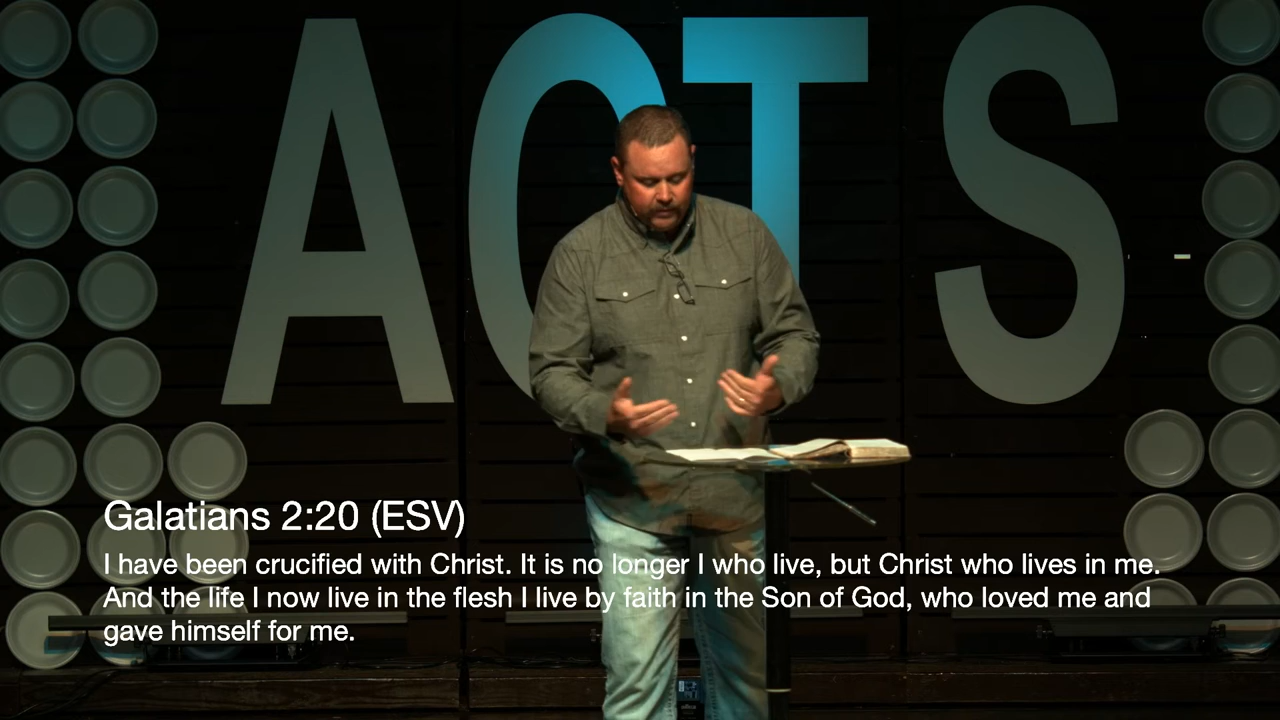 ACTS
Galatians 2:20 (ESV)
I have been crucified with Christ. It is no longer I who live, but Christ who lives in me.
And the life I now live in the flesh I live by faith in the Son of God, who loved me and
gave himself for me.